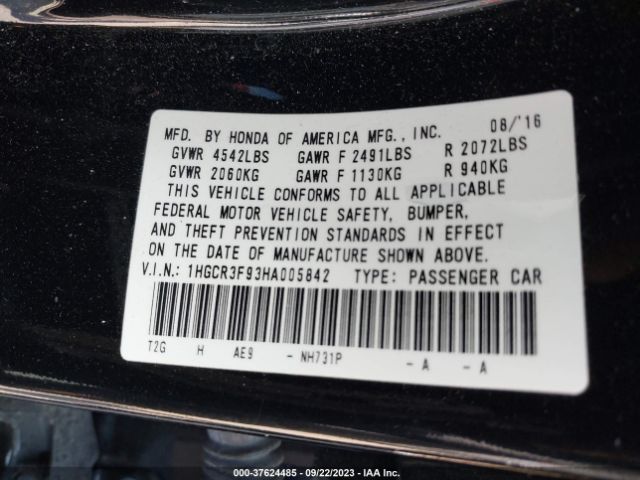 MFD. BY HONDA OF AMERICA MFG., INC. 08/'16
GVWR 4542LBS GAWR F 2491LBS R 2072LBS
GVWR 2060KG GAWR F 1130KG R 940KG
THIS VEHICLE CONFORMS TO ALL APPLICABLE
FEDERAL MOTOR VEHICLE SAFETY, BUMPER,
AND THEFT PREVENTION STANDARDS IN EFFECT
ON THE DATE OF MANUFACTURE SHOWN ABOVE.
V.I.N.: 1HGCR3F93HA005842 TYPE: PASSENGER CAR
T2G H AE9 - NH731P - A - A
000-37624485 - 09/22/2023 - IAA Inc.